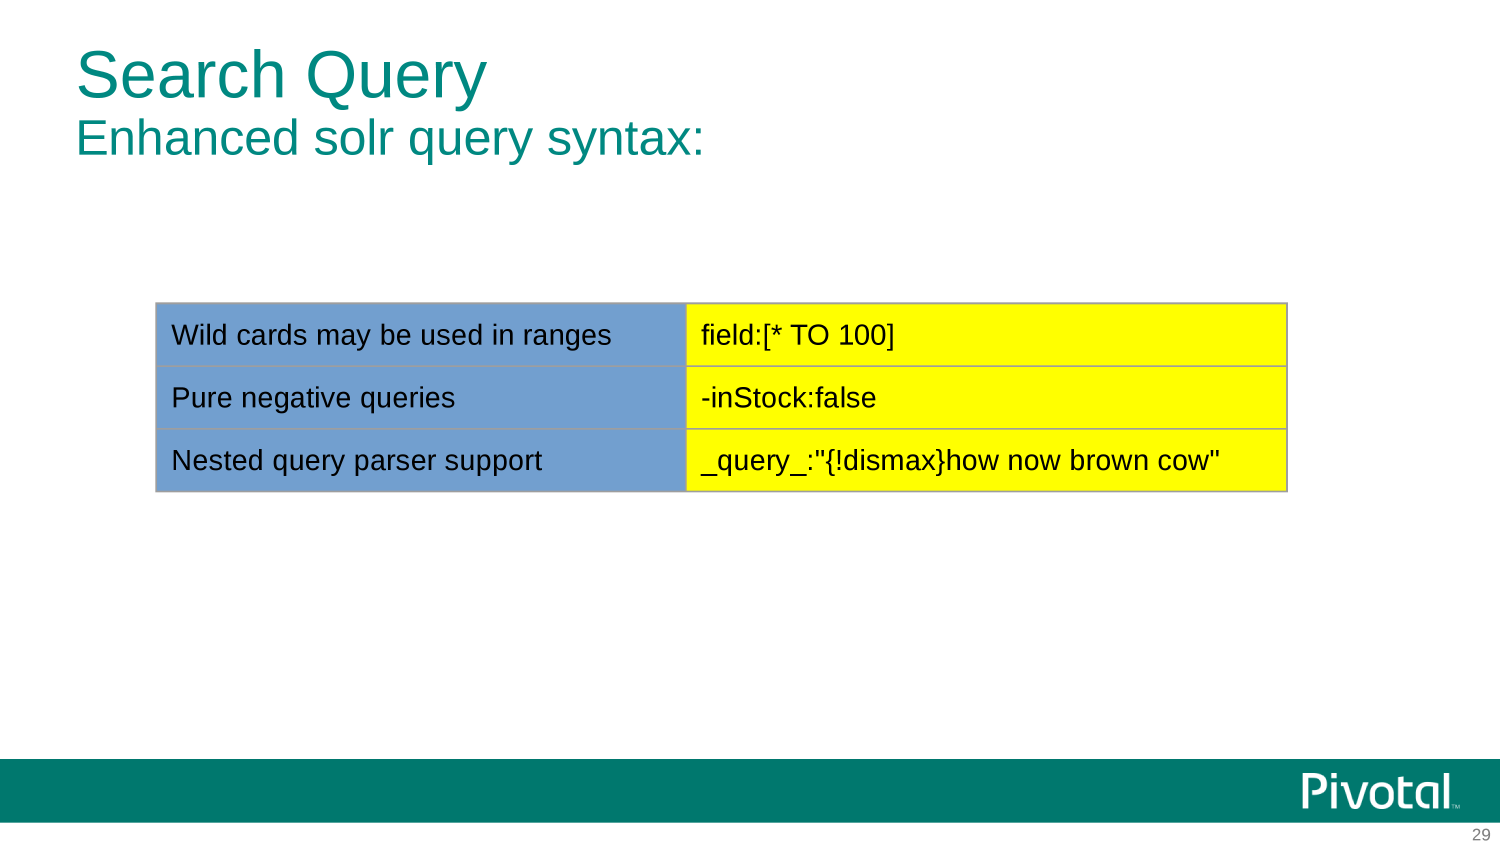 Search Query
Enhanced solr query syntax:
Wild cards may be used in ranges
field:[* TO 100]
Pure negative queries
-inStock:false
Nested query parser support
_query_:"{!dismax}how now brown cow"
Pivotal™
29